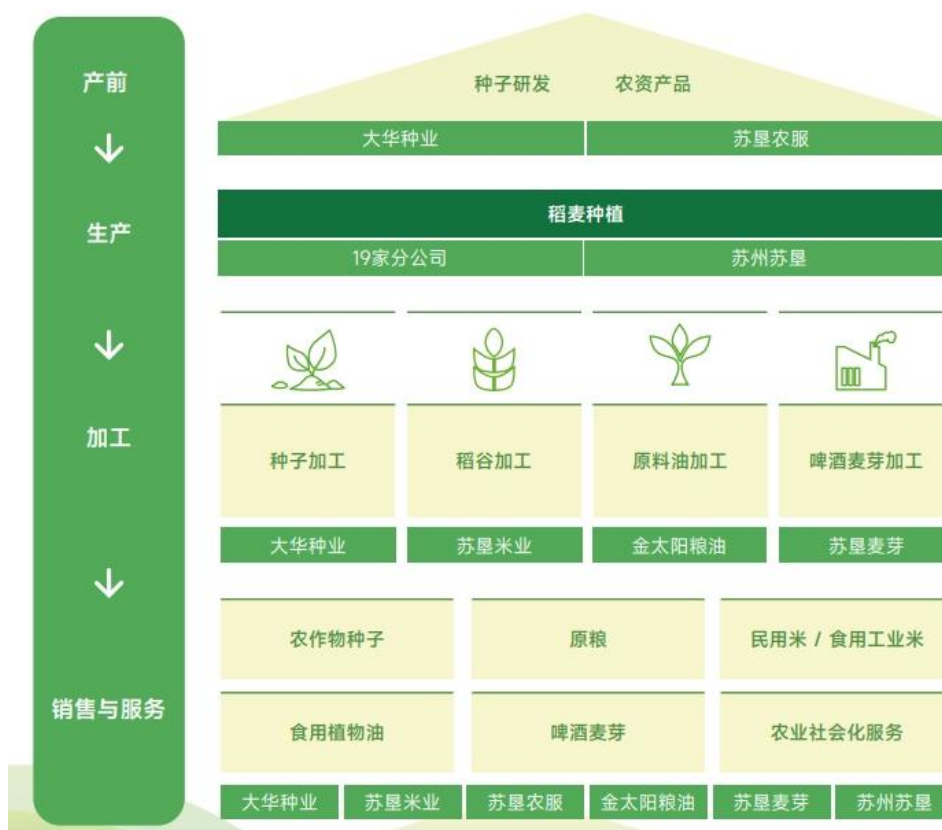 产前
种子研发 农资产品
大华种业 苏垦农服
生产
稻麦种植
19家分公司 苏州苏垦
加工
种子加工 稻谷加工 原料油加工 啤酒麦芽加工
大华种业 苏垦米业 金太阳粮油 苏垦麦芽
销售与服务
农作物种子 原粮 民用米 / 食用工业米
食用植物油 啤酒麦芽 农业社会化服务
大华种业 苏垦米业 苏垦农服 金太阳粮油 苏垦麦芽 苏州苏垦